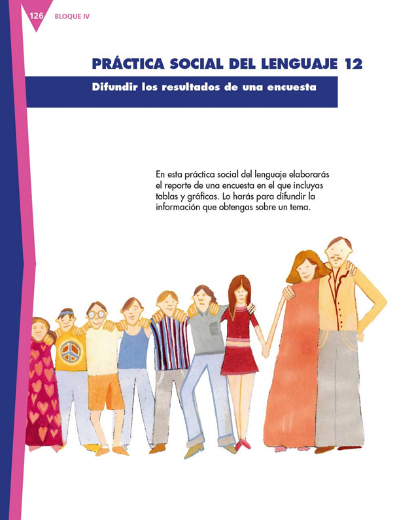 126 BLOQUE IV
PRÁCTICA SOCIAL DEL LENGUAJE 12
Difundir los resultados de una encuesta
En esta práctica social del lenguaje elaborarás
el reporte de una encuesta en el que incluyas
tablas y gráficas. Lo harás para difundir la
información que obtengas sobre un tema.